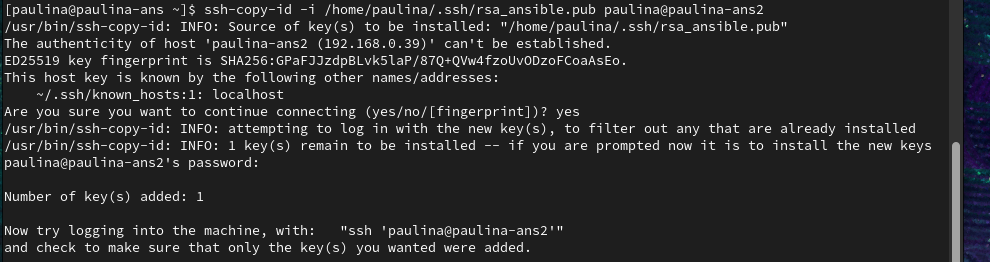 [paulina@paulina-ans ~]$ ssh-copy-id -i /home/paulina/.ssh/rsa_ansible.pub paulina@paulina-ans2
/usr/bin/ssh-copy-id: INFO: Source of key(s) to be installed: "/home/paulina/.ssh/rsa_ansible.pub"
The authenticity of host 'paulina-ans2 (192.168.0.39)' can't be established.
ED25519 key fingerprint is SHA256:GPaFJJzdpBLvk5laP/87Q+QVw4fzoUvODzoFCoaAsEo.
This host key is known by the following other names/addresses:
    ~/.ssh/known_hosts:1: localhost
Are you sure you want to continue connecting (yes/no/[fingerprint])? yes
/usr/bin/ssh-copy-id: INFO: attempting to log in with the new key(s), to filter out any that are already installed
/usr/bin/ssh-copy-id: INFO: 1 key(s) remain to be installed -- if you are prompted now it is to install the new keys
paulina@paulina-ans2's password:

Number of key(s) added: 1

Now try logging into the machine, with:   "ssh 'paulina@paulina-ans2'"
and check to make sure that only the key(s) you wanted were added.